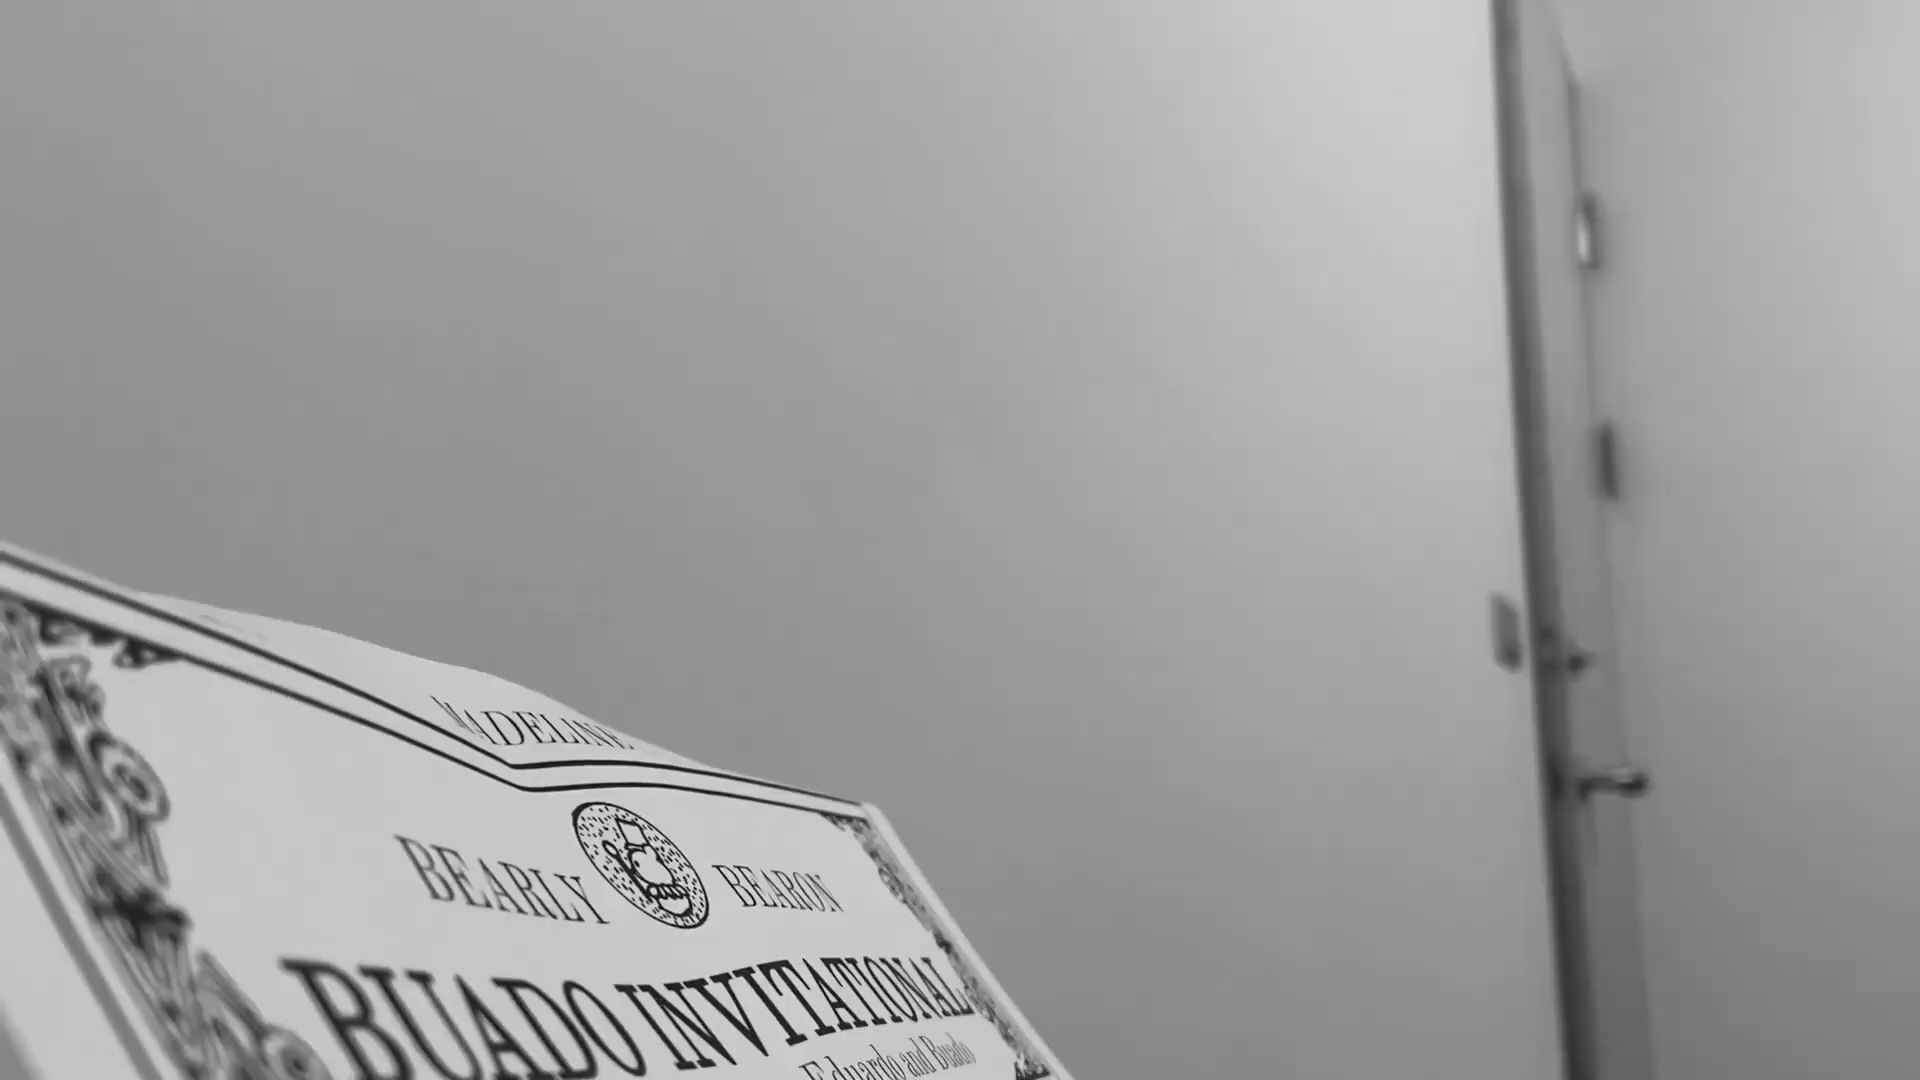 MADELINE
BEARLY BEARON
BUADO INVITATIONAL
Eduardo and Buado